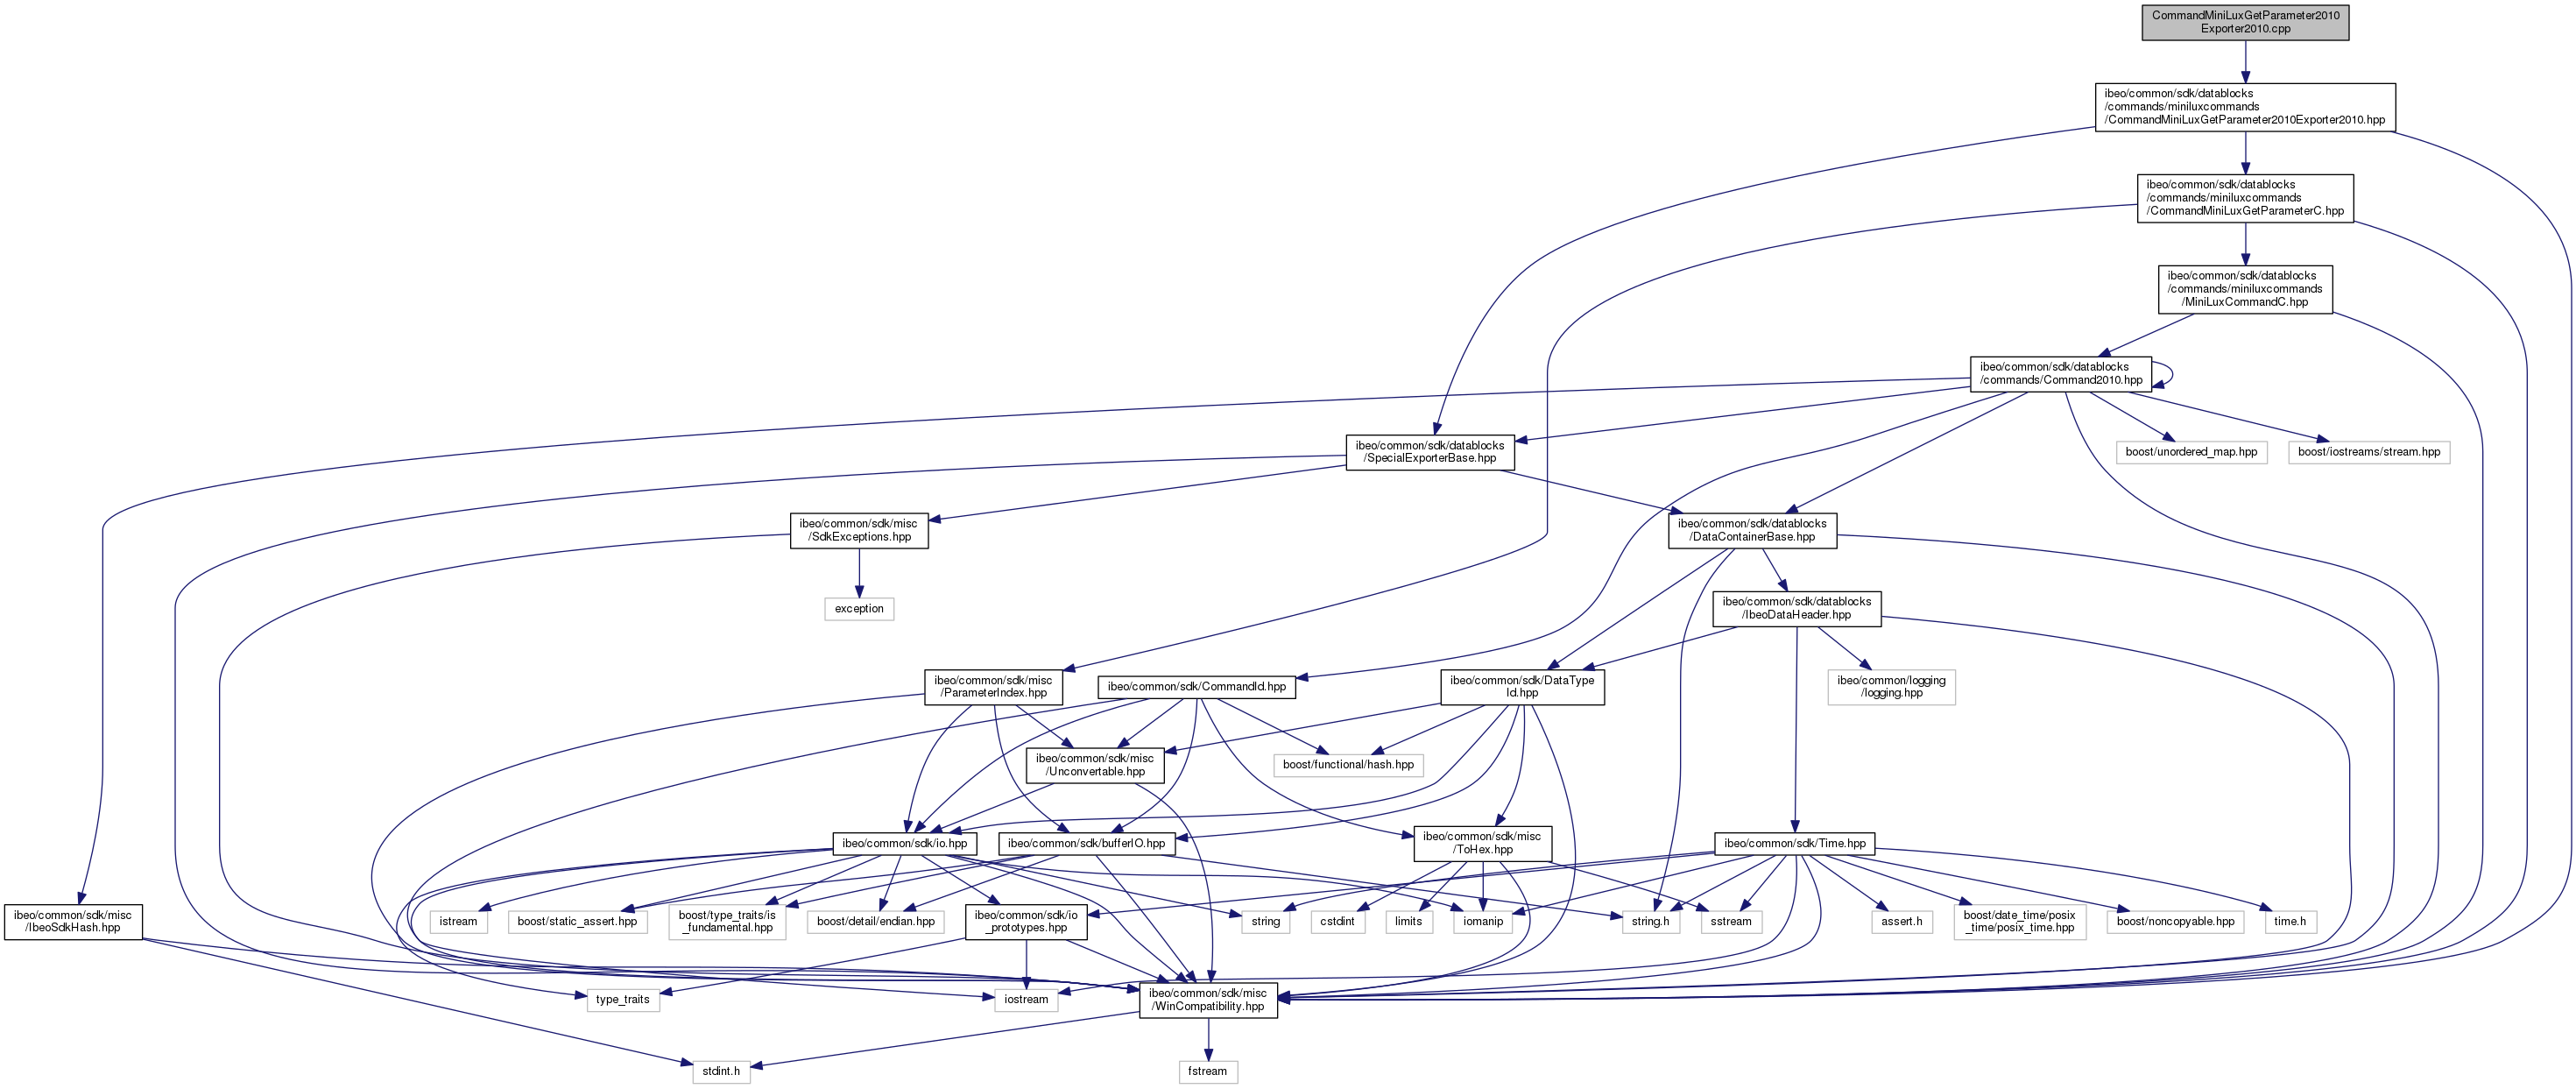 CommandMiniLuxGetParameter2010
Exporter2010.cpp
ibeo/common/sdk/datablocks
/commands/miniluxcommands
/CommandMiniLuxGetParameter2010Exporter2010.hpp
ibeo/common/sdk/datablocks
/commands/miniluxcommands
/CommandMiniLuxGetParameterC.hpp
ibeo/common/sdk/datablocks
/commands/miniluxcommands
/MiniLuxCommandC.hpp
ibeo/common/sdk/datablocks
/commands/Command2010.hpp
ibeo/common/sdk/datablocks
/SpecialExporterBase.hpp
boost/unordered_map.hpp
boost/iostreams/stream.hpp
ibeo/common/sdk/misc
/SdkExceptions.hpp
ibeo/common/sdk/datablocks
/DataContainerBase.hpp
exception
ibeo/common/sdk/datablocks
/IbeoDataHeader.hpp
ibeo/common/sdk/misc
/ParameterIndex.hpp
ibeo/common/sdk/CommandId.hpp
ibeo/common/sdk/DataType
Id.hpp
ibeo/common/logging
/logging.hpp
ibeo/common/sdk/misc
/Unconvertable.hpp
boost/functional/hash.hpp
ibeo/common/sdk/io.hpp
ibeo/common/sdk/bufferIO.hpp
ibeo/common/sdk/misc
/ToHex.hpp
ibeo/common/sdk/Time.hpp
ibeo/common/sdk/misc
/IbeoSdkHash.hpp
istream
boost/static_assert.hpp
boost/type_traits/is
_fundamental.hpp
boost/detail/endian.hpp
ibeo/common/sdk/io
_prototypes.hpp
string
cstdint
limits
iomanip
string.h
sstream
assert.h
boost/date_time/posix
_time/posix_time.hpp
boost/noncopyable.hpp
time.h
type_traits
iostream
ibeo/common/sdk/misc
/WinCompatibility.hpp
stdint.h
fstream